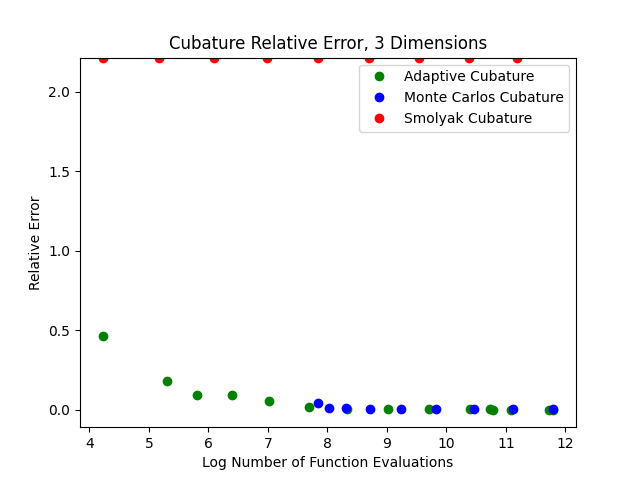 Cubature Relative Error, 3 Dimensions
Adaptive Cubature
Monte Carlos Cubature
Smolyak Cubature
2.0
1.5
1.0
0.5
0.0
Relative Error
4 5 6 7 8 9 10 11 12
Log Number of Function Evaluations